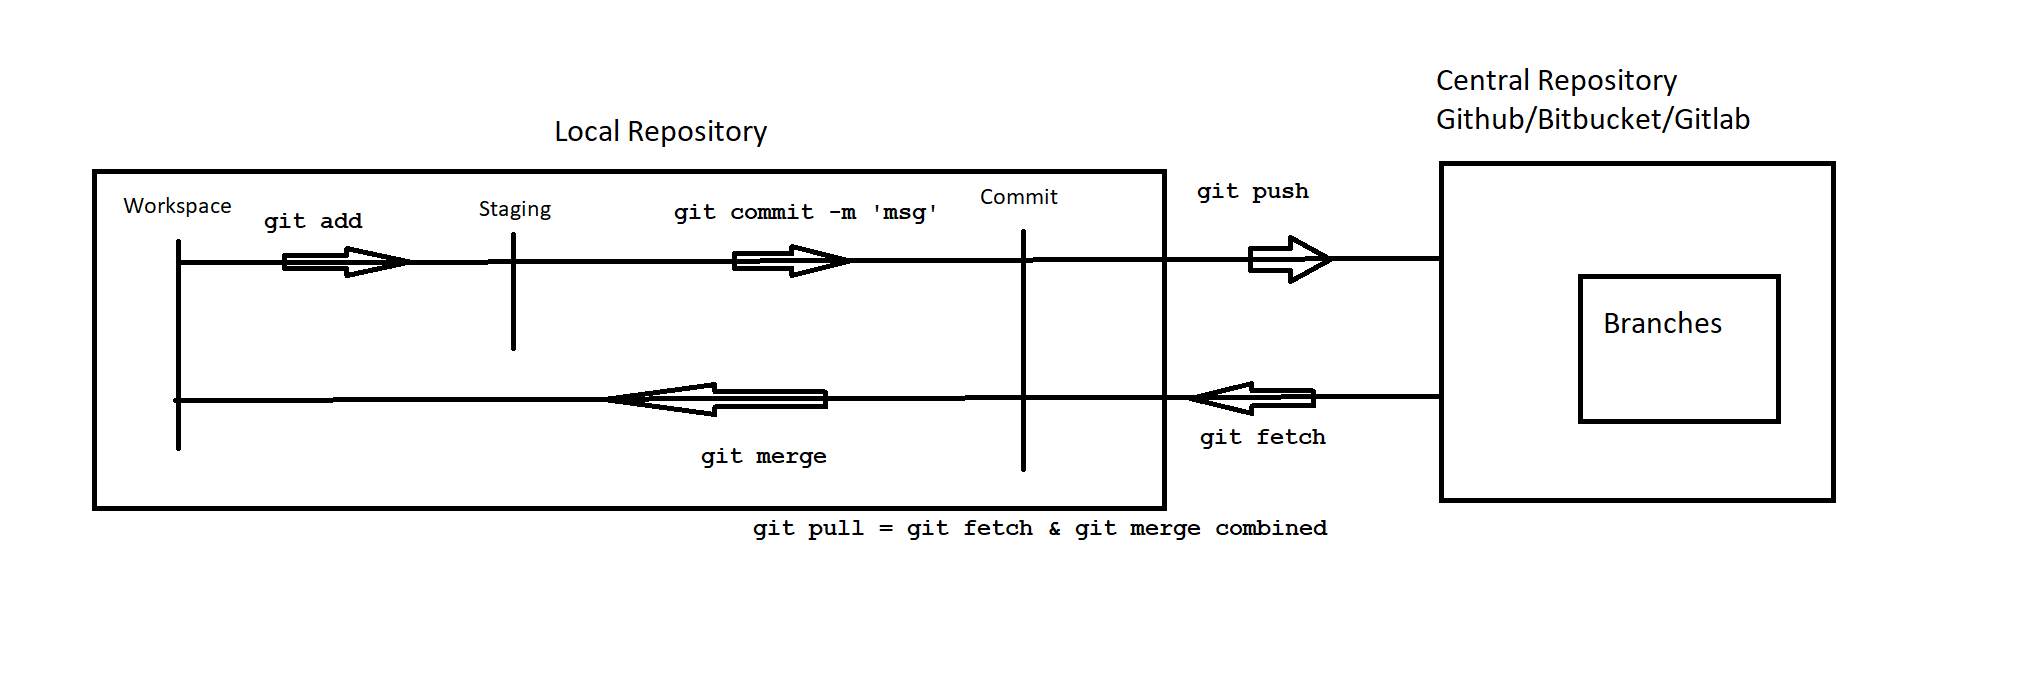 Central Repository
Github/Bitbucket/Gitlab
Local Repository
Workspace
git add
Staging
git commit -m 'msg'
Commit
git push
Branches
git merge
git fetch
git pull = git fetch & git merge combined